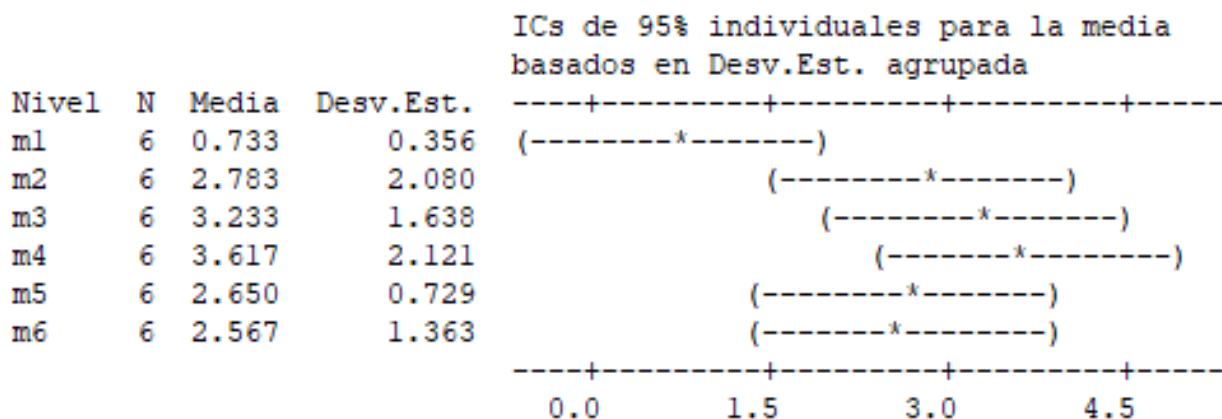 ICs de 95% individuales para la media
basados en Desv.Est. agrupada
Nivel  N  Media  Desv.Est.  ----+---------+---------+---------+-----
m1     6  0.733      0.356  (--------*-------)
m2     6  2.783      2.080                (--------*-------)
m3     6  3.233      1.638                   (--------*-------)
m4     6  3.617      2.121                      (-------*--------)
m5     6  2.650      0.729               (--------*-------)
m6     6  2.567      1.363               (-------*--------)
----+---------+---------+---------+-----
0.0       1.5       3.0       4.5